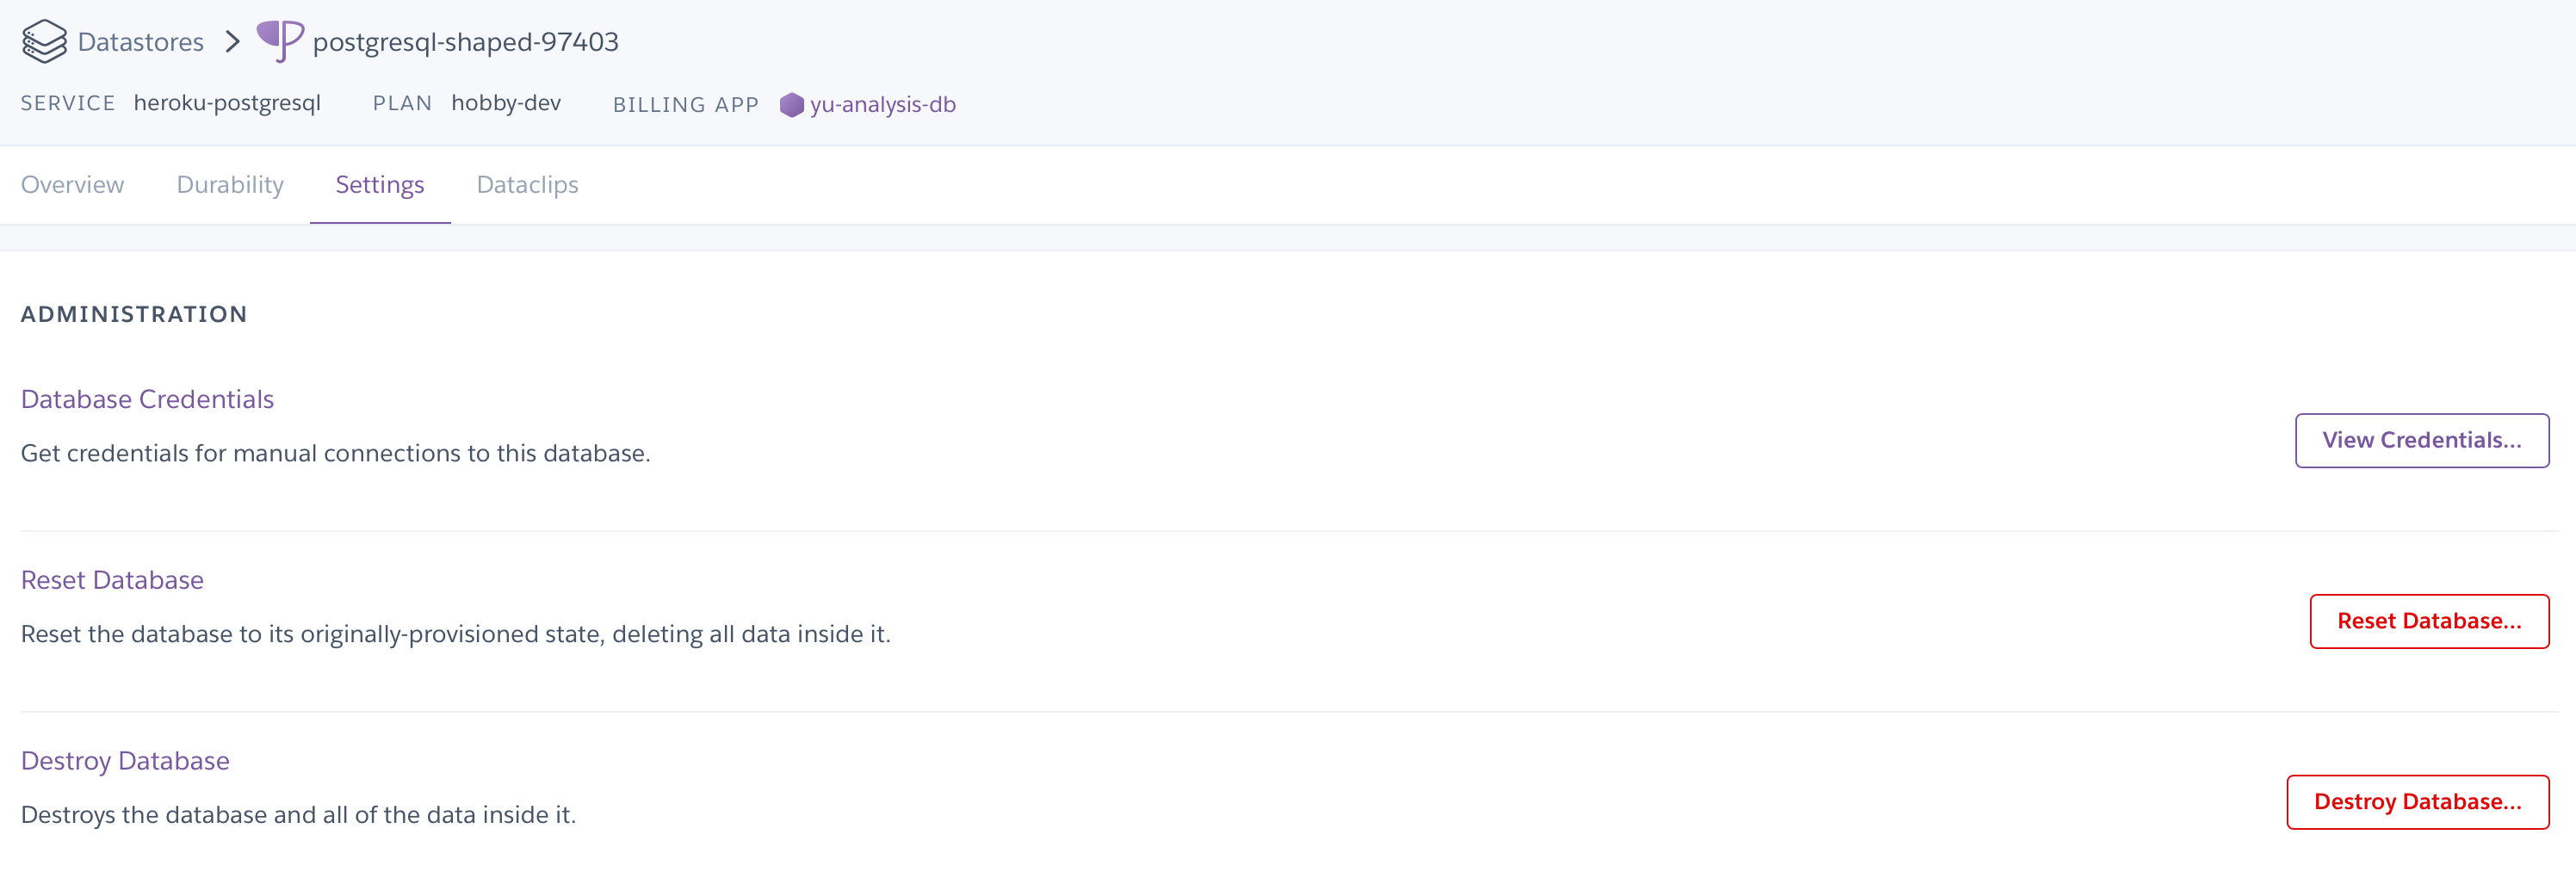 Datastores > postgresql-shaped-97403
SERVICE heroku-postgresql PLAN hobby-dev BILLING APP yu-analysis-db
Overview Durability Settings Dataclips
ADMINISTRATION
Database Credentials
Get credentials for manual connections to this database.
View Credentials...
Reset Database
Reset the database to its originally-provisioned state, deleting all data inside it.
Reset Database...
Destroy Database
Destroys the database and all of the data inside it.
Destroy Database...